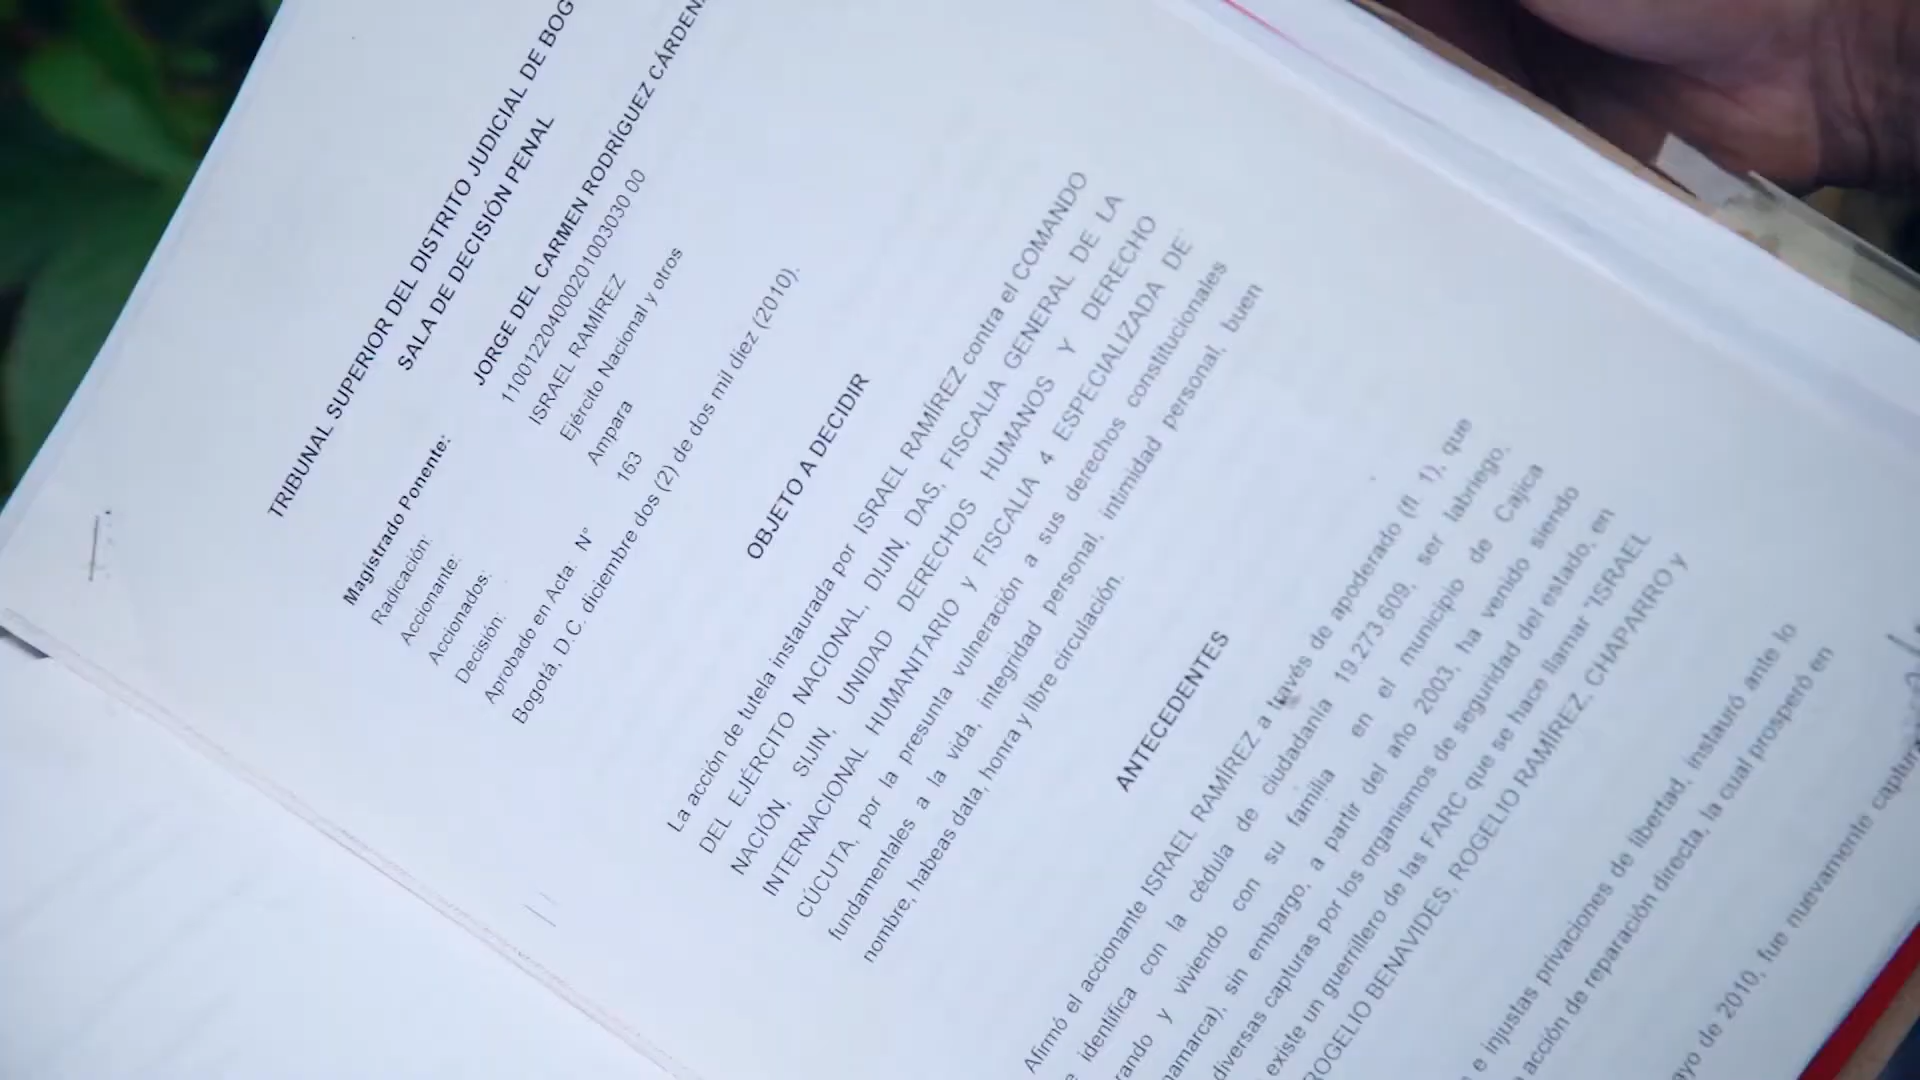 TRIBUNAL SUPERIOR DEL DISTRITO JUDICIAL DE BOG
SALA DE DECISIÓN PENAL
Magistrado Ponente: JORGE DEL CARMEN RODRÍGUEZ CÁRDEN
Radicación: 110012204000201003030 00
Accionante: ISRAEL RAMÍREZ
Accionados: Ejército Nacional y otros
Decisión: Ampara
Aprobado en Acta. N° 163
Bogotá, D.C. diciembre dos (2) de dos mil diez (2010).
OBJETO A DECIDIR
La acción de tutela instaurada por ISRAEL RAMÍREZ contra el COMANDO
DEL EJÉRCITO NACIONAL, DIJIN, DAS, FISCALIA GENERAL DE LA
NACIÓN, SIJIN, UNIDAD DERECHOS HUMANOS Y DERECHO
INTERNACIONAL HUMANITARIO y FISCALIA 4 ESPECIALIZADA DE
CÚCUTA, por la presunta vulneración a sus derechos constitucionales
fundamentales a la vida, integridad personal, intimidad personal, buen
nombre, habeas data, honra y libre circulación.
ANTECEDENTES
Afirmó el accionante ISRAEL RAMÍREZ a través de apoderado (fl. 1), que
e identifica con la cédula de ciudadanía 19.273.609, ser labriego,
rando y viviendo con su familia en el municipio de Cajica
namarca), sin embargo, a partir del año 2003, ha venido siendo
diversas capturas por los organismos de seguridad del estado, en
existe un guerrillero de las FARC que se hace llamar "ISRAEL
ROGELIO BENAVIDES, ROGELIO RAMÍREZ, CHAPARRO y
e injustas privaciones de libertad, instauró ante lo
acción de reparación directa, la cual prosperó en
ayo de 2010, fue nuevamente captur